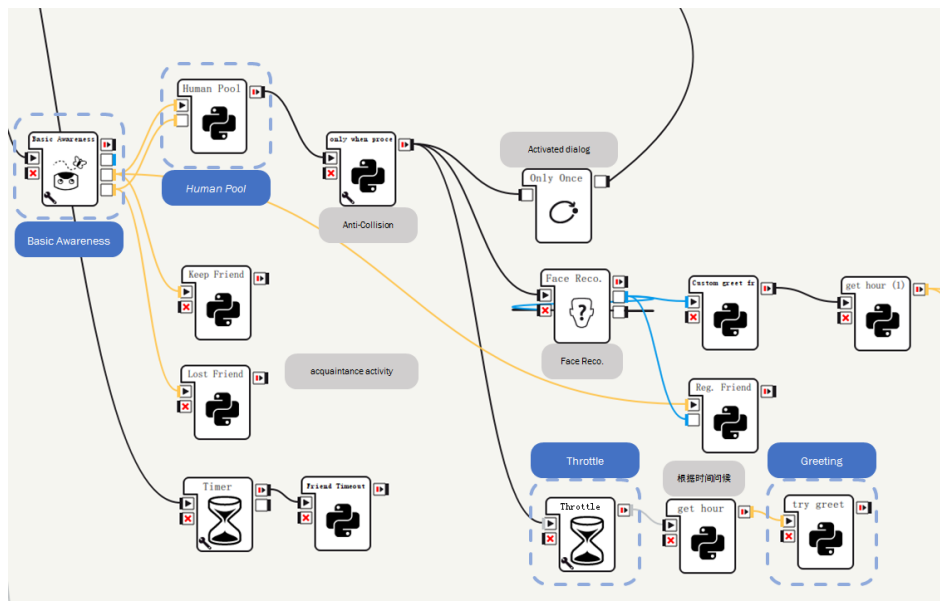 Human Pool
Basic Awareness
only when proce
Activated dialog
Only Once
Human Pool
Anti-Collision
Basic Awareness
Keep Friend
Face Reco.
Custom greet fr
get hour (1)
Face Reco.
Lost Friend
acquaintance activity
Reg. Friend
Throttle
Greeting
Timer
Friend Timeout
根据时间问候
Throttle
get hour
try greet